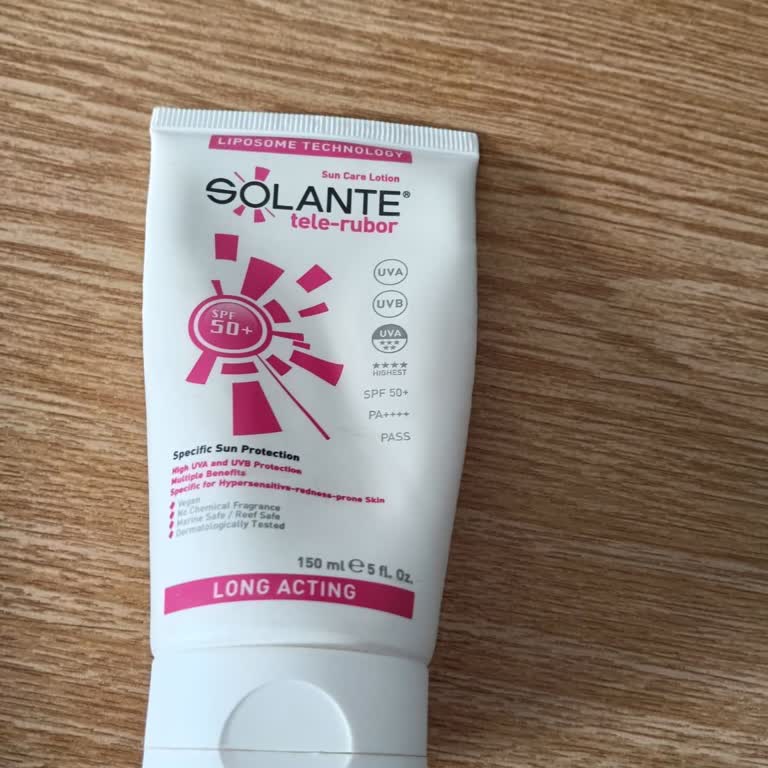 LIPOSOME TECHNOLOGY
Sun Care Lotion
SOLANTE®
tele-rubor
SPF
50+
UVA
UVB
UVA
★★★
★★
★★★★
HIGHEST
SPF 50+
PA++++
PASS
Specific Sun Protection
High UVA and UVB Protection
Multiple Benefits
Specific for Hypersensitive-redness-prone Skin
Vegan
No Chemical Fragrance
Marine Safe / Reef Safe
Dermatologically Tested
150 ml ℮ 5 fl. Oz.
LONG ACTING